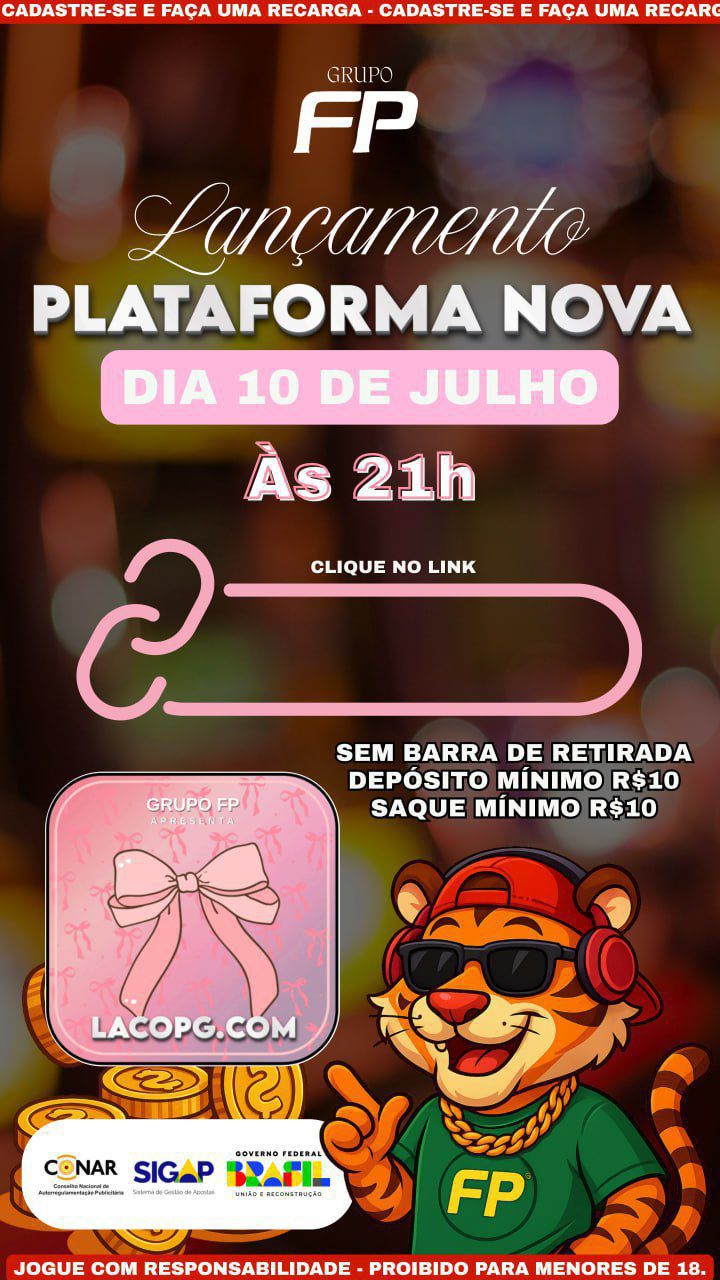 CADASTRE-SE E FAÇA UMA RECARGA - CADASTRE-SE E FAÇA UMA RECARG
GRUPO
FP
Lançamento
PLATAFORMA NOVA
DIA 10 DE JULHO
Às 21h
CLIQUE NO LINK
SEM BARRA DE RETIRADA
DEPÓSITO MÍNIMO R$10
SAQUE MÍNIMO R$10
GRUPO FP
APRESENTA
LACOPG.COM
CONAR
Conselho Nacional de
Autorregulamentação Publicitária
SIGAP
Sistema de Gestão de Apostas
GOVERNO FEDERAL
BRASIL
UNIÃO E RECONSTRUÇÃO
FP
JOGUE COM RESPONSABILIDADE - PROIBIDO PARA MENORES DE 18.